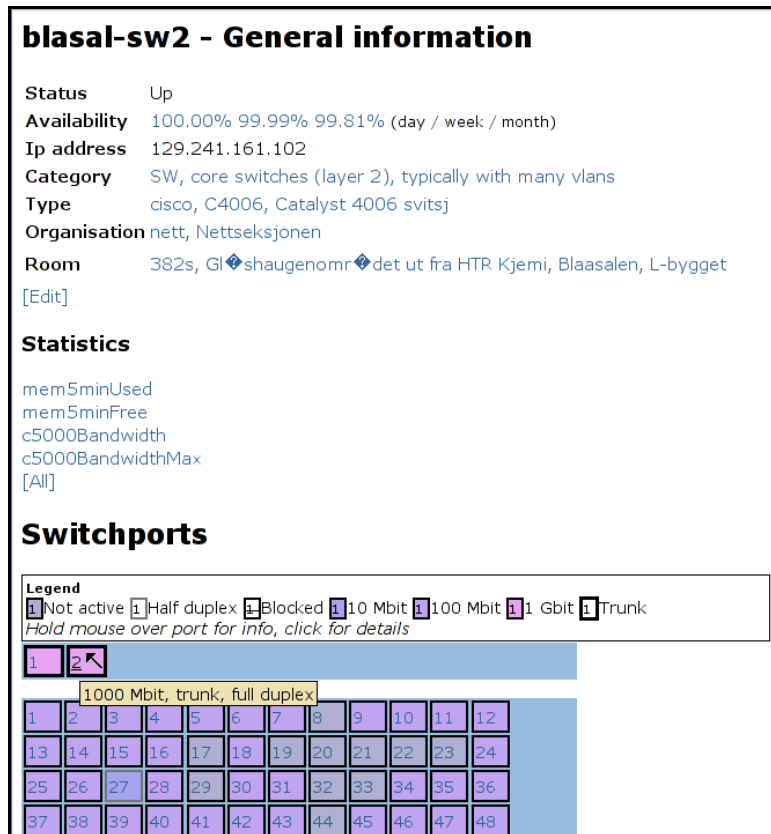 blasal-sw2 - General information
Status Up
Availability 100.00% 99.99% 99.81% (day / week / month)
Ip address 129.241.161.102
Category SW, core switches (layer 2), typically with many vlans
Type cisco, C4006, Catalyst 4006 svitsj
Organisation nett, Nettseksjonen
Room 382s, Gl�shaugenomr�det ut fra HTR Kjemi, Blaasalen, L-bygget
[Edit]
Statistics
mem5minUsed
mem5minFree
c5000Bandwidth
c5000BandwidthMax
[All]
Switchports
Legend
1 Not active 1 Half duplex 1 Blocked 1 10 Mbit 1 100 Mbit 1 1 Gbit 1 Trunk
Hold mouse over port for info, click for details
1 2
1000 Mbit, trunk, full duplex
1 2 3 4 5 6 7 8 9 10 11 12
13 14 15 16 17 18 19 20 21 22 23 24
25 26 27 28 29 30 31 32 33 34 35 36
37 38 39 40 41 42 43 44 45 46 47 48